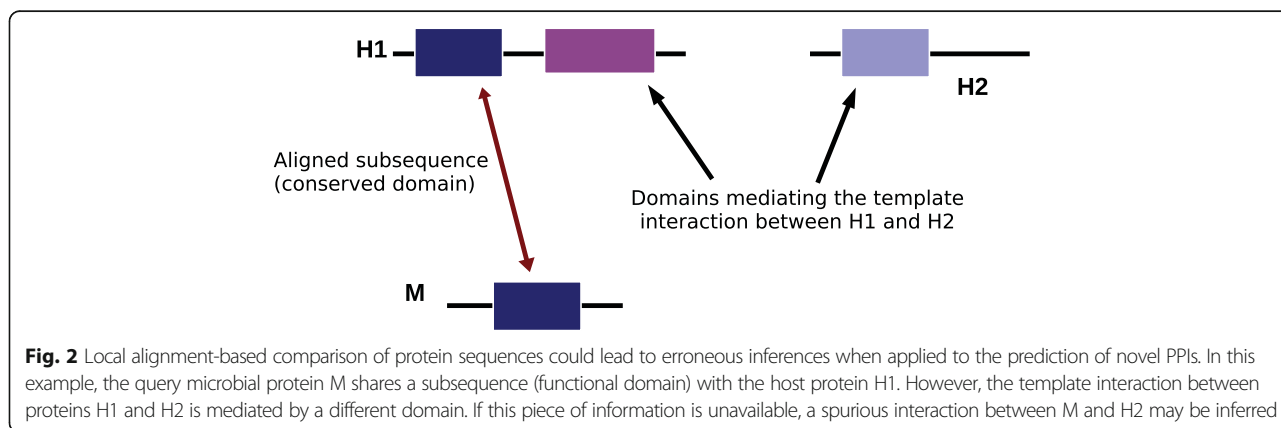 H1
H2
Aligned subsequence
(conserved domain)
Domains mediating the template
interaction between H1 and H2
M
Fig. 2 Local alignment-based comparison of protein sequences could lead to erroneous inferences when applied to the prediction of novel PPIs. In this
example, the query microbial protein M shares a subsequence (functional domain) with the host protein H1. However, the template interaction between
proteins H1 and H2 is mediated by a different domain. If this piece of information is unavailable, a spurious interaction between M and H2 may be inferred